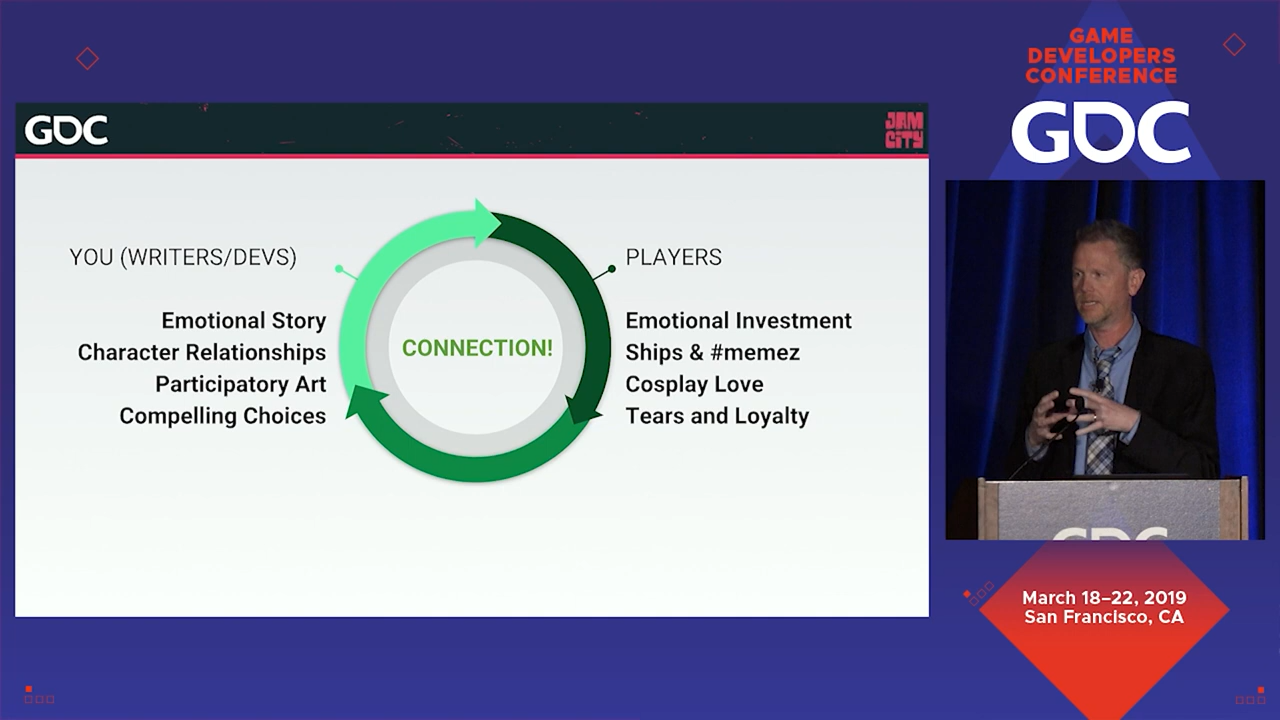 GDC
JAM
CITY
YOU (WRITERS/DEVS)
Emotional Story
Character Relationships
Participatory Art
Compelling Choices
CONNECTION!
PLAYERS
Emotional Investment
Ships & #memez
Cosplay Love
Tears and Loyalty
GAME
DEVELOPERS
CONFERENCE
GDC
GDC
March 18–22, 2019
San Francisco, CA